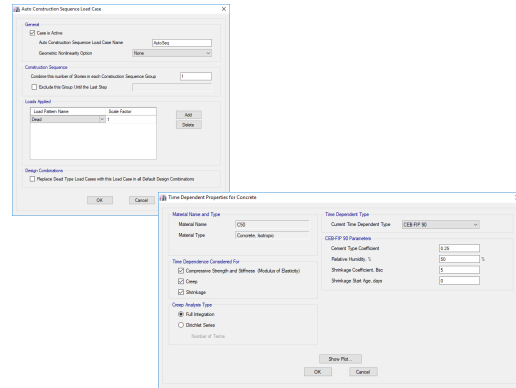 Auto Construction Sequence Load Case
General
Case is Active
Auto Construction Sequence Load Case Name
AutoSeq
Geometric Nonlinearity Option
None
Construction Sequence
Combine this number of Stories in each Construction Sequence Group
1
Exclude this Group Until the Last Step
Loads Applied
Load Pattern Name
Scale Factor
Dead
1
Add
Delete
Design Combinations
Replace Dead Type Load Cases with this Load Case in all Default Design Combinations
OK
Cancel
Time Dependent Properties for Concrete
Material Name and Type
Material Name
C50
Material Type
Concrete, Isotropic
Time Dependence Considered For
Compressive Strength and Stiffness (Modulus of Elasticity)
Creep
Shrinkage
Creep Analysis Type
Full Integration
Dirichlet Series
Number of Terms
Time Dependent Type
Current Time Dependent Type
CEB-FIP 90
CEB-FIP 90 Parameters
Cement Type Coefficient
0.25
Relative Humidity, %
50
%
Shrinkage Coefficient, Bsc
5
Shrinkage Start Age, days
0
Show Plot...
OK
Cancel